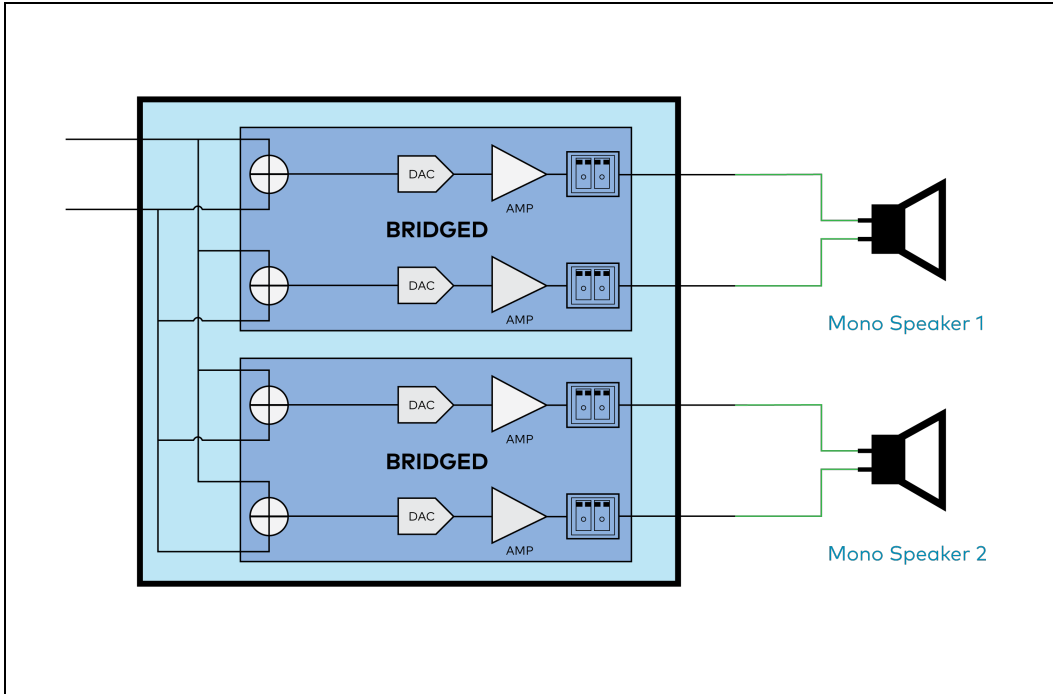 DAC
AMP
BRIDGED
DAC
AMP
Mono Speaker 1
DAC
AMP
BRIDGED
DAC
AMP
Mono Speaker 2